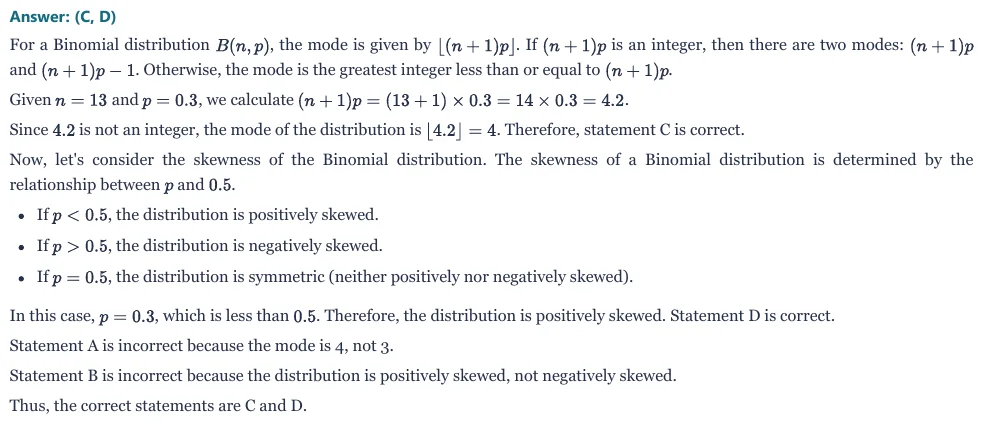 Answer: (C, D)
For a Binomial distribution B(n, p), the mode is given by ⌊(n + 1)p⌋. If (n + 1)p is an integer, then there are two modes: (n + 1)p
and (n + 1)p − 1. Otherwise, the mode is the greatest integer less than or equal to (n + 1)p.
Given n = 13 and p = 0.3, we calculate (n + 1)p = (13 + 1) × 0.3 = 14 × 0.3 = 4.2.
Since 4.2 is not an integer, the mode of the distribution is ⌊4.2⌋ = 4. Therefore, statement C is correct.
Now, let's consider the skewness of the Binomial distribution. The skewness of a Binomial distribution is determined by the
relationship between p and 0.5.
• If p < 0.5, the distribution is positively skewed.
• If p > 0.5, the distribution is negatively skewed.
• If p = 0.5, the distribution is symmetric (neither positively nor negatively skewed).
In this case, p = 0.3, which is less than 0.5. Therefore, the distribution is positively skewed. Statement D is correct.
Statement A is incorrect because the mode is 4, not 3.
Statement B is incorrect because the distribution is positively skewed, not negatively skewed.
Thus, the correct statements are C and D.